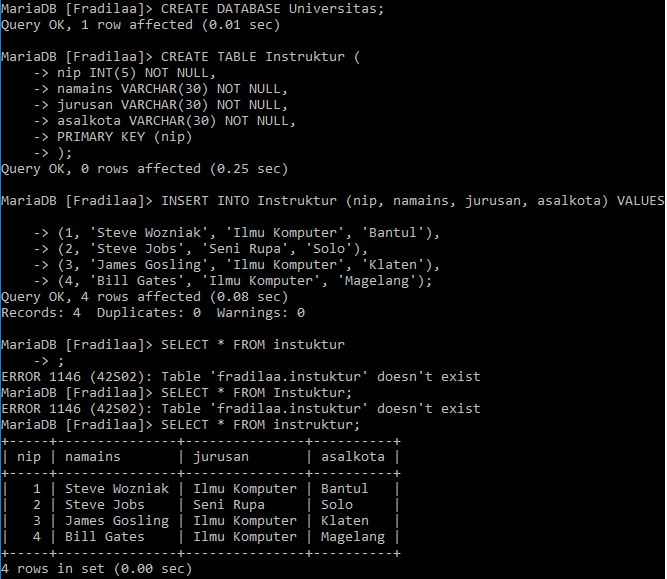 MariaDB [Fradilaa]> CREATE DATABASE Universitas;
Query OK, 1 row affected (0.01 sec)
MariaDB [Fradilaa]> CREATE TABLE Instruktur (
    -> nip INT(5) NOT NULL,
    -> namains VARCHAR(30) NOT NULL,
    -> jurusan VARCHAR(30) NOT NULL,
    -> asalkota VARCHAR(30) NOT NULL,
    -> PRIMARY KEY (nip)
    -> );
Query OK, 0 rows affected (0.25 sec)
MariaDB [Fradilaa]> INSERT INTO Instruktur (nip, namains, jurusan, asalkota) VALUES
    -> (1, 'Steve Wozniak', 'Ilmu Komputer', 'Bantul'),
    -> (2, 'Steve Jobs', 'Seni Rupa', 'Solo'),
    -> (3, 'James Gosling', 'Ilmu Komputer', 'Klaten'),
    -> (4, 'Bill Gates', 'Ilmu Komputer', 'Magelang');
Query OK, 4 rows affected (0.08 sec)
Records: 4  Duplicates: 0  Warnings: 0
MariaDB [Fradilaa]> SELECT * FROM instuktur
    -> ;
ERROR 1146 (42S02): Table 'fradilaa.instuktur' doesn't exist
MariaDB [Fradilaa]> SELECT * FROM Instuktur;
ERROR 1146 (42S02): Table 'fradilaa.instuktur' doesn't exist
MariaDB [Fradilaa]> SELECT * FROM instruktur;
+-----+---------------+---------------+----------+
| nip | namains       | jurusan       | asalkota |
+-----+---------------+---------------+----------+
|   1 | Steve Wozniak | Ilmu Komputer | Bantul   |
|   2 | Steve Jobs    | Seni Rupa     | Solo     |
|   3 | James Gosling | Ilmu Komputer | Klaten   |
|   4 | Bill Gates    | Ilmu Komputer | Magelang |
+-----+---------------+---------------+----------+
4 rows in set (0.00 sec)